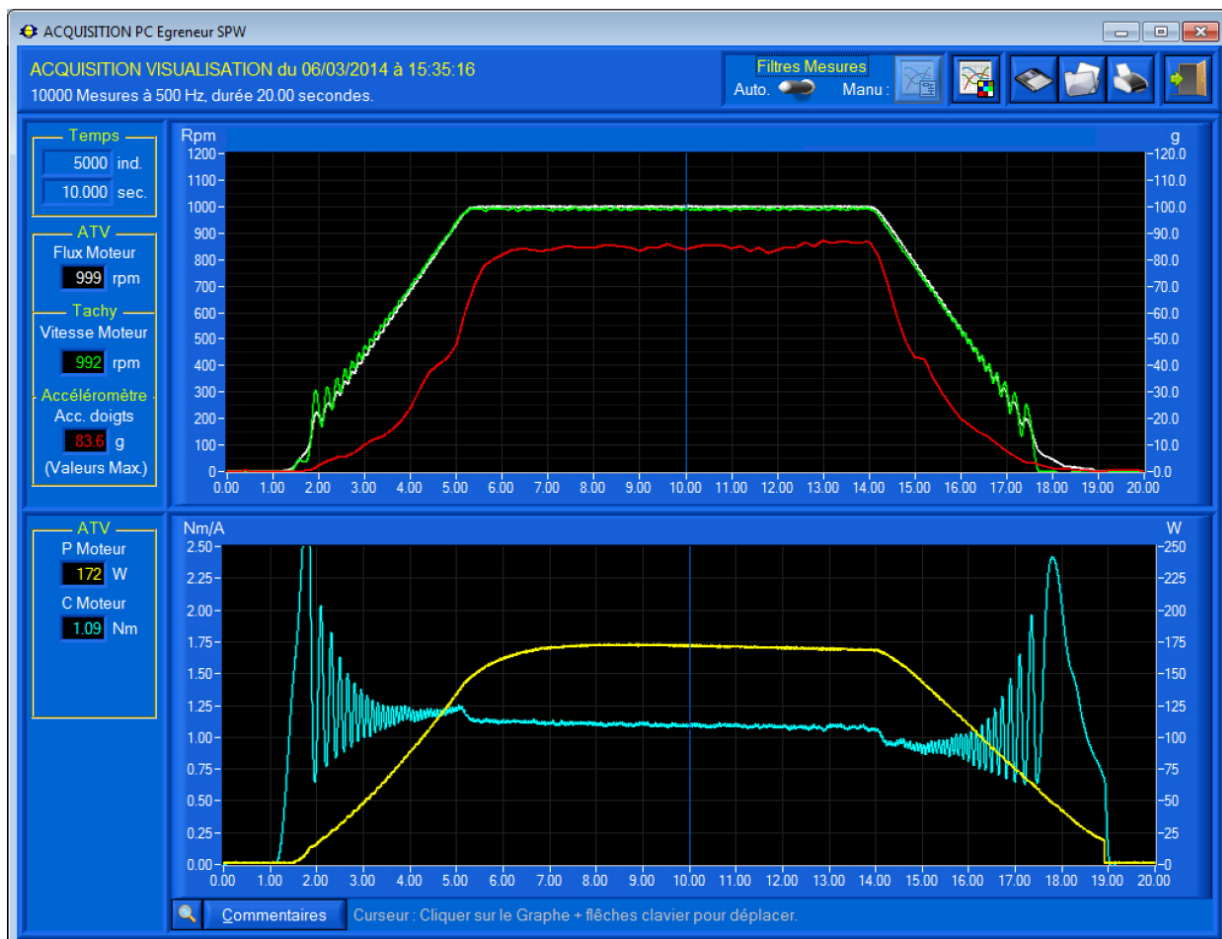 ACQUISITION PC Egreneur SPW
ACQUISITION VISUALISATION du 06/03/2014 à 15:35:16
10000 Mesures à 500 Hz, durée 20.00 secondes.
Filtres Mesures
Auto. Manu :
Temps
5000 ind.
10.000 sec.
ATV
Flux Moteur
999 rpm
Tachy
Vitesse Moteur
992 rpm
Accéléromètre
Acc. doigts
83.6 g
(Valeurs Max.)
Rpm g
1200 120.0
1100 110.0
1000 100.0
900 90.0
800 80.0
700 70.0
600 60.0
500 50.0
400 40.0
300 30.0
200 20.0
100 10.0
0 0.0
0.00 1.00 2.00 3.00 4.00 5.00 6.00 7.00 8.00 9.00 10.00 11.00 12.00 13.00 14.00 15.00 16.00 17.00 18.00 19.00 20.00
ATV
P Moteur
172 W
C Moteur
1.09 Nm
Nm/A W
2.50 250
2.25 225
2.00 200
1.75 175
1.50 150
1.25 125
1.00 100
0.75 75
0.50 50
0.25 25
0.00 0
0.00 1.00 2.00 3.00 4.00 5.00 6.00 7.00 8.00 9.00 10.00 11.00 12.00 13.00 14.00 15.00 16.00 17.00 18.00 19.00 20.00
Commentaires Curseur : Cliquer sur le Graphe + flêches clavier pour déplacer.